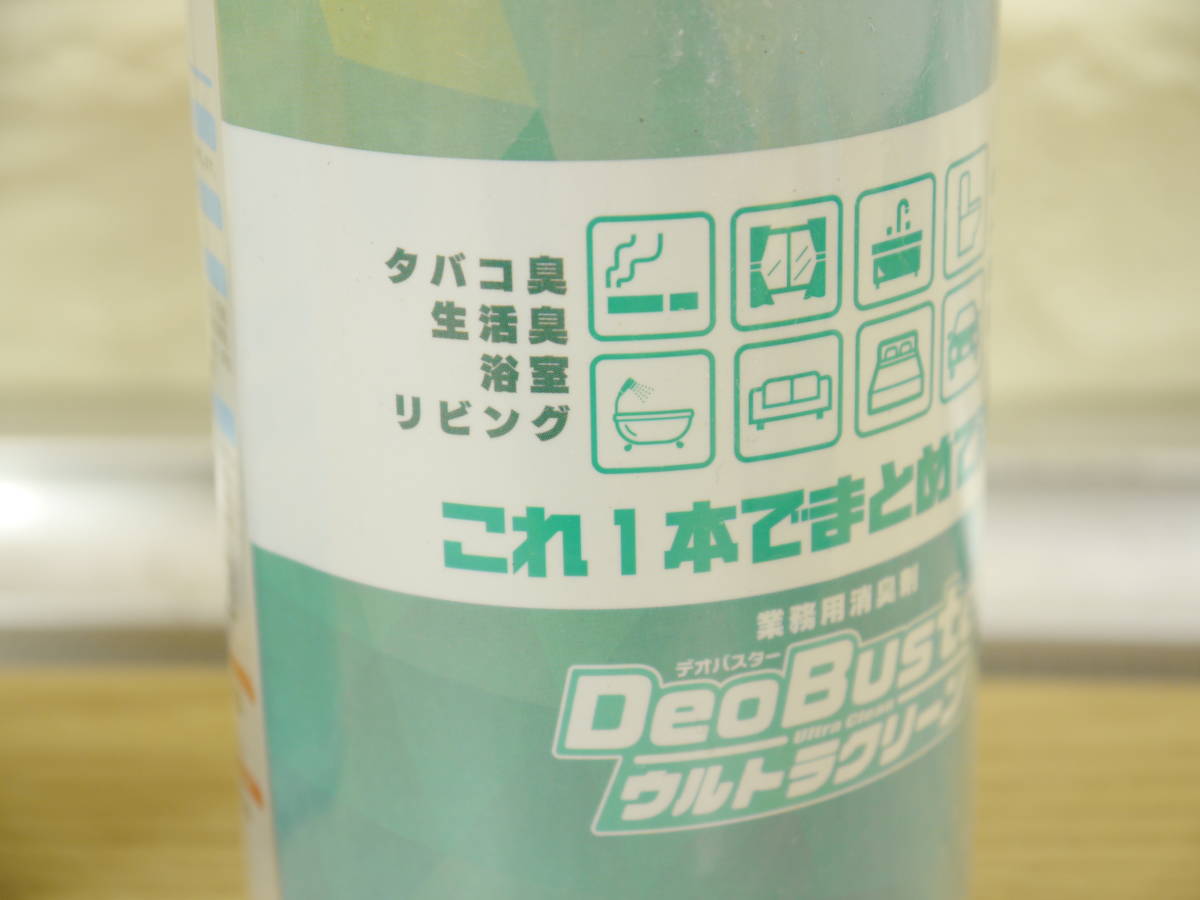 タバコ臭
生活臭
浴室
リビング
これ1本でまとめて
業務用消臭剤
デオバスター
DeoBust
Ultra Clean
ウルトラクリーン